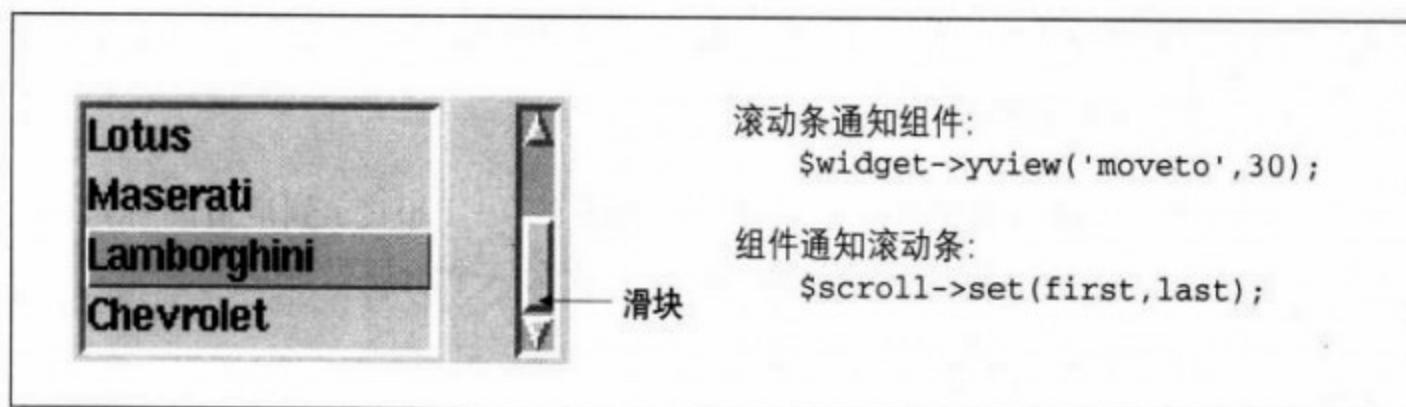 Lotus
Maserati
Lamborghini
Chevrolet
滑块
滚动条通知组件:
$widget->yview('moveto',30);
组件通知滚动条:
$scroll->set(first,last);